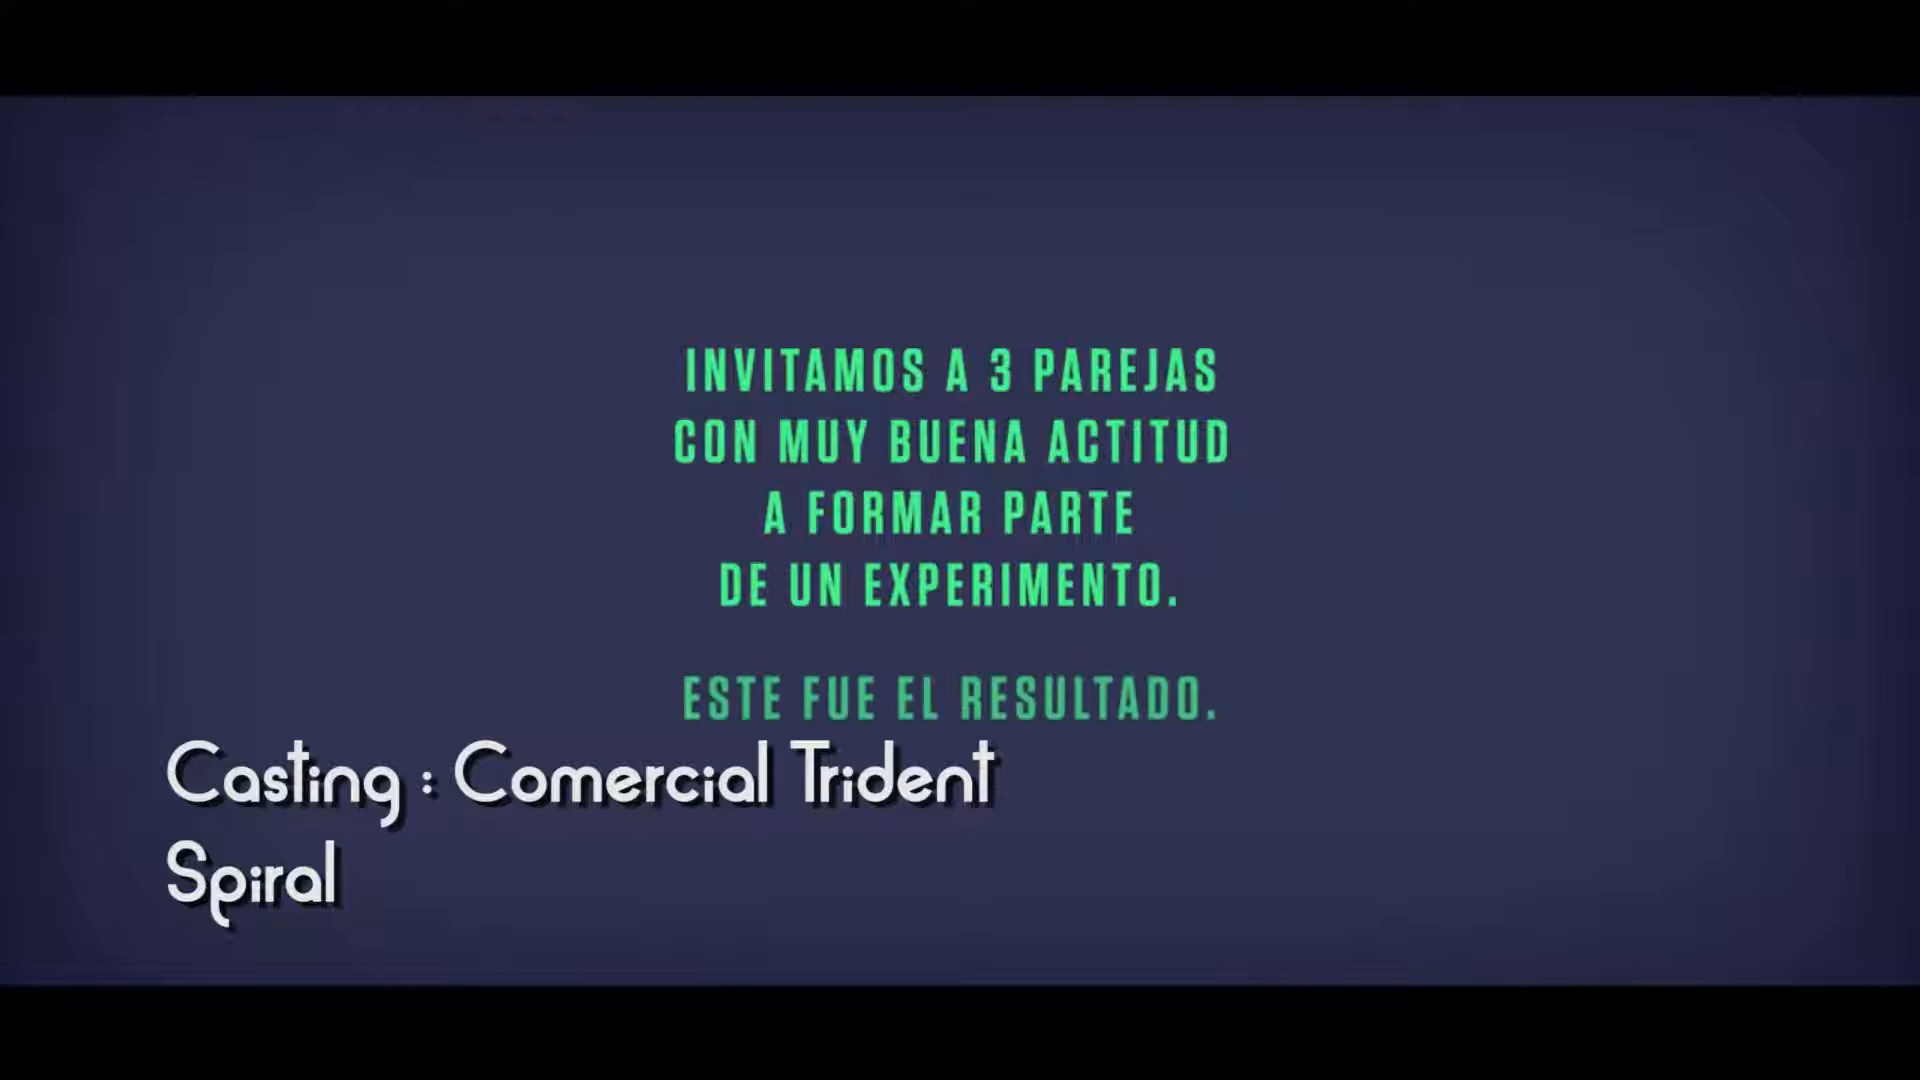 INVITAMOS A 3 PAREJAS
CON MUY BUENA ACTITUD
A FORMAR PARTE
DE UN EXPERIMENTO.
ESTE FUE EL RESULTADO.
Casting : Comercial Trident
Spiral